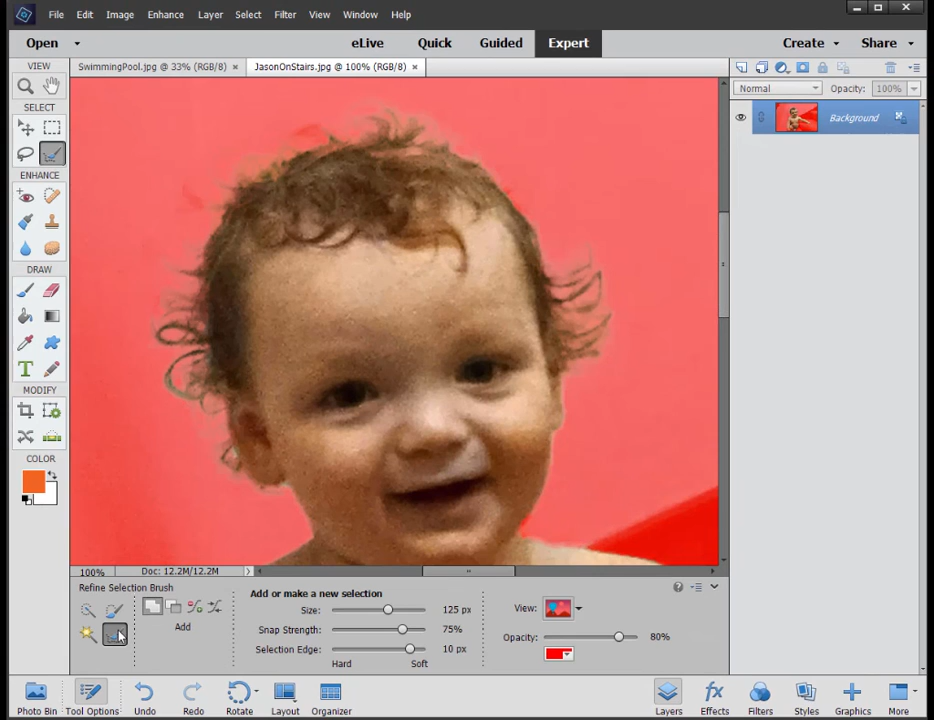 File Edit Image Enhance Layer Select Filter View Window Help
Open eLive Quick Guided Expert Create Share
VIEW SwimmingPool.jpg @ 33% (RGB/8) × JasonOnStairs.jpg @ 100% (RGB/8) ×
Normal Opacity: 100%
SELECT
Background
ENHANCE
DRAW
T
MODIFY
COLOR
100% Doc: 12.2M/12.2M
Refine Selection Brush
Add or make a new selection
Size: 125 px View:
Add
Snap Strength: 75% Opacity: 80%
Selection Edge: 10 px
Hard Soft
Photo Bin Tool Options Undo Redo Rotate Layout Organizer Layers Effects Filters Styles Graphics More